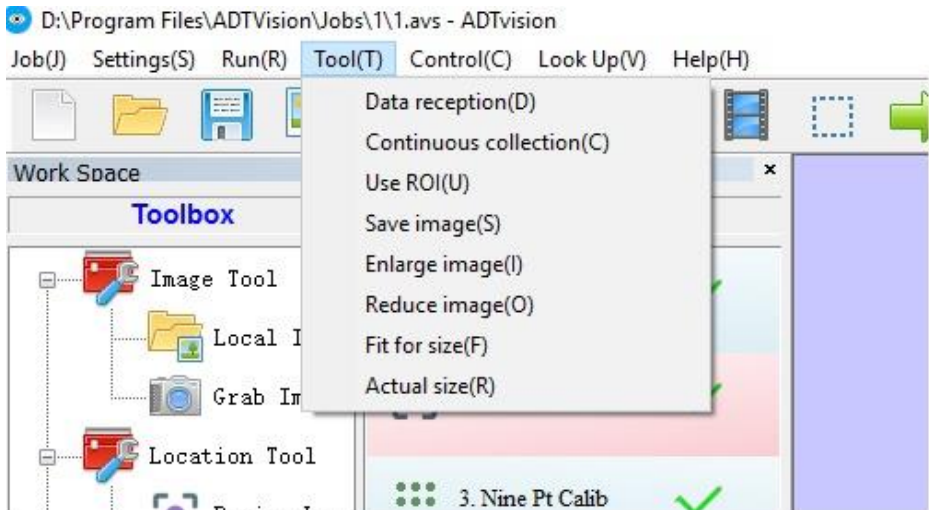 D:\Program Files\ADTVision\Jobs\1\1.avs - ADTvision
Job(J) Settings(S) Run(R) Tool(T) Control(C) Look Up(V) Help(H)
Data reception(D)
Continuous collection(C)
Use ROI(U)
Save image(S)
Enlarge image(I)
Reduce image(O)
Fit for size(F)
Actual size(R)
Work Space
Toolbox
Image Tool
Local
Grab
Location Tool
3. Nine Pt Calib